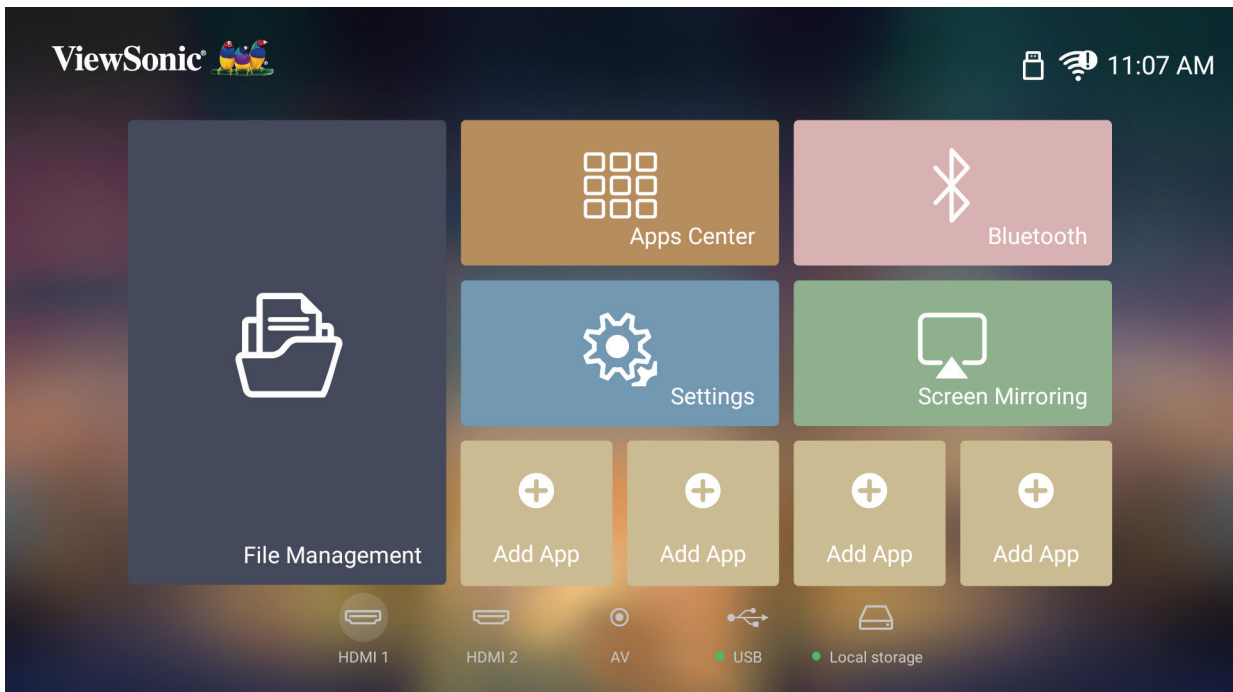 ViewSonic®
11:07 AM
Apps Center
Bluetooth
Settings
Screen Mirroring
File Management
Add App
Add App
Add App
Add App
HDMI 1
HDMI 2
AV
USB
Local storage